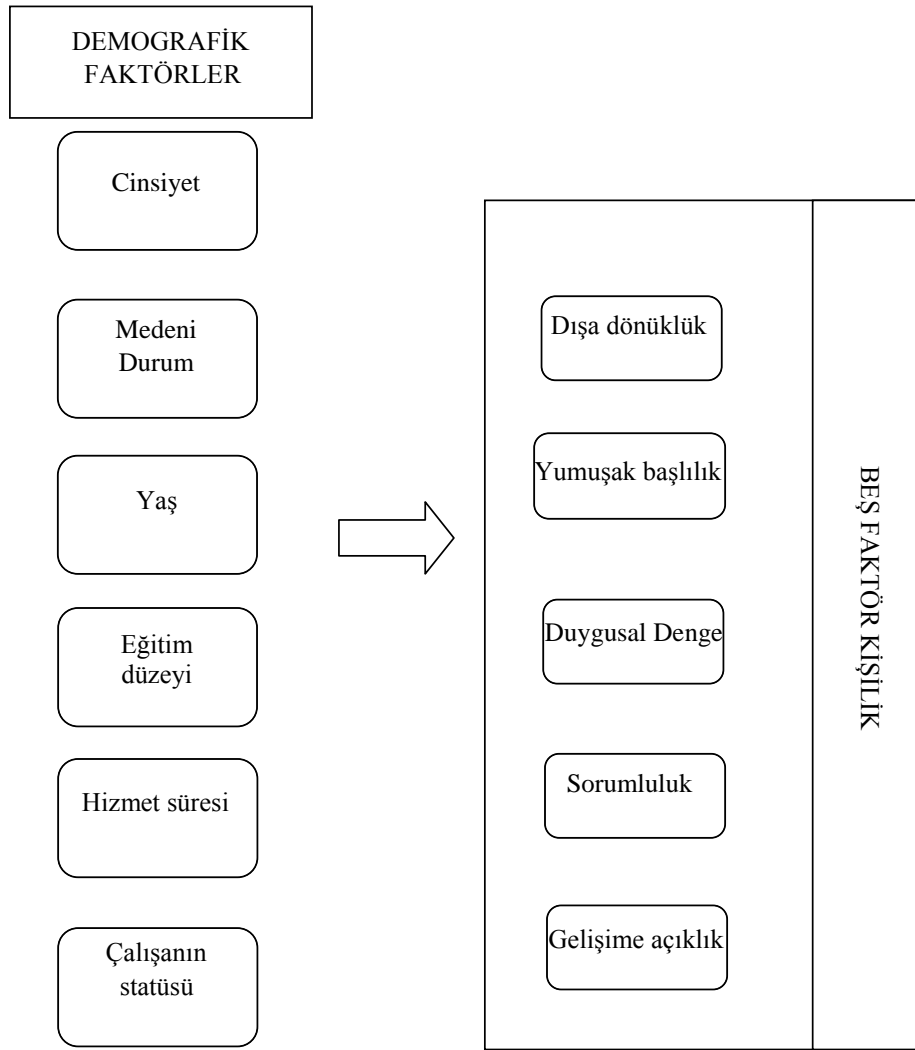 DEMOGRAFİK
FAKTÖRLER
Cinsiyet
Medeni
Durum
Yaş
Eğitim
düzeyi
Hizmet süresi
Çalışanın
statüsü
Dışa dönüklük
Yumuşak başlılık
Duygusal Denge
Sorumluluk
Gelişime açıklık
BEŞ FAKTÖR KİŞİLİK